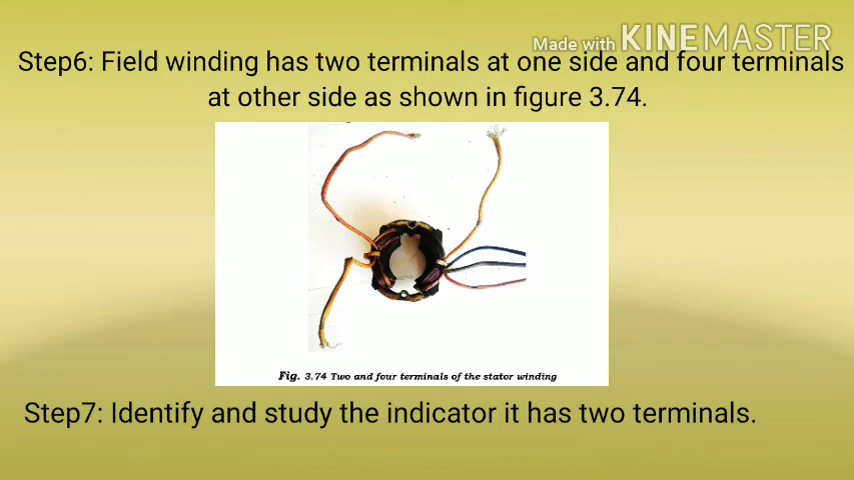 Made with KINEMASTER
Step6: Field winding has two terminals at one side and four terminals
at other side as shown in figure 3.74.
Fig. 3.74 Two and four terminals of the stator winding
Step7: Identify and study the indicator it has two terminals.